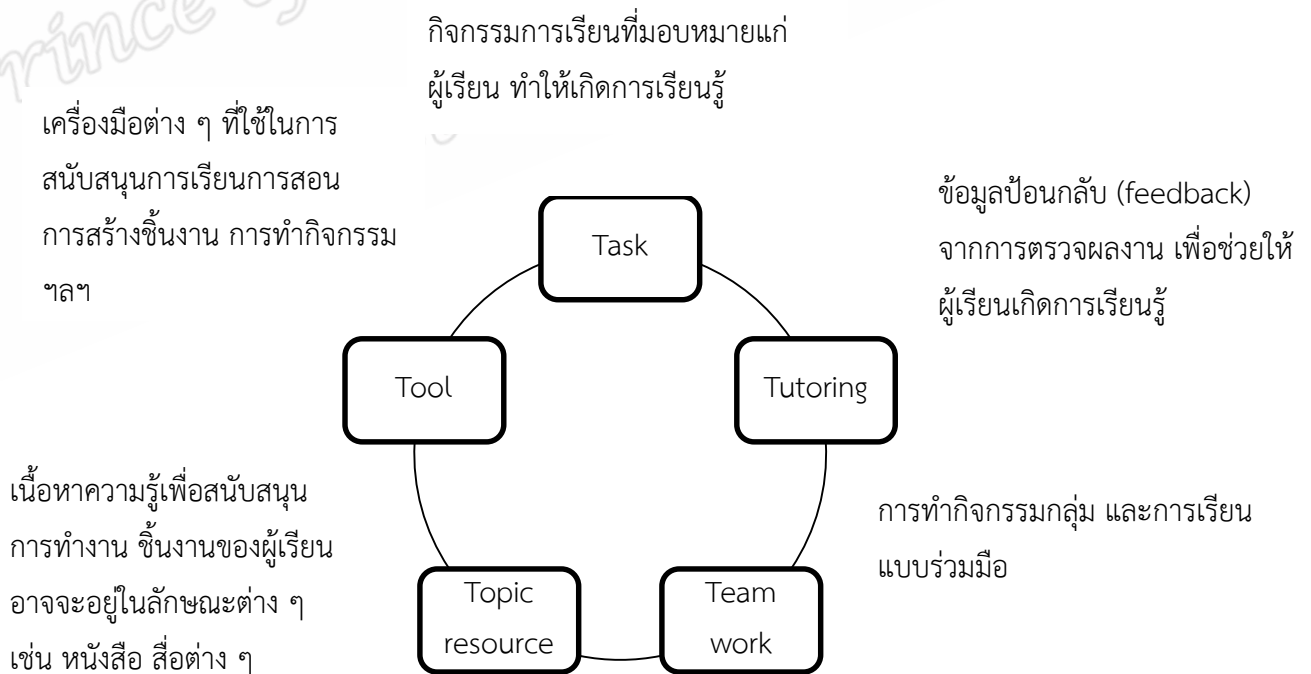 rince
กิจกรรมการเรียนที่มอบหมายแก่
ผู้เรียน ทำให้เกิดการเรียนรู้
เครื่องมือต่าง ๆ ที่ใช้ในการ
สนับสนุนการเรียนการสอน
การสร้างชิ้นงาน การทำกิจกรรม
ฯลฯ
ข้อมูลป้อนกลับ (feedback)
จากการตรวจผลงาน เพื่อช่วยให้
ผู้เรียนเกิดการเรียนรู้
Task
Tool
Tutoring
เนื้อหาความรู้เพื่อสนับสนุน
การทำงาน ชิ้นงานของผู้เรียน
อาจจะอยู่ในลักษณะต่าง ๆ
เช่น หนังสือ สื่อต่าง ๆ
การทำกิจกรรมกลุ่ม และการเรียน
แบบร่วมมือ
Topic
resource
Team
work